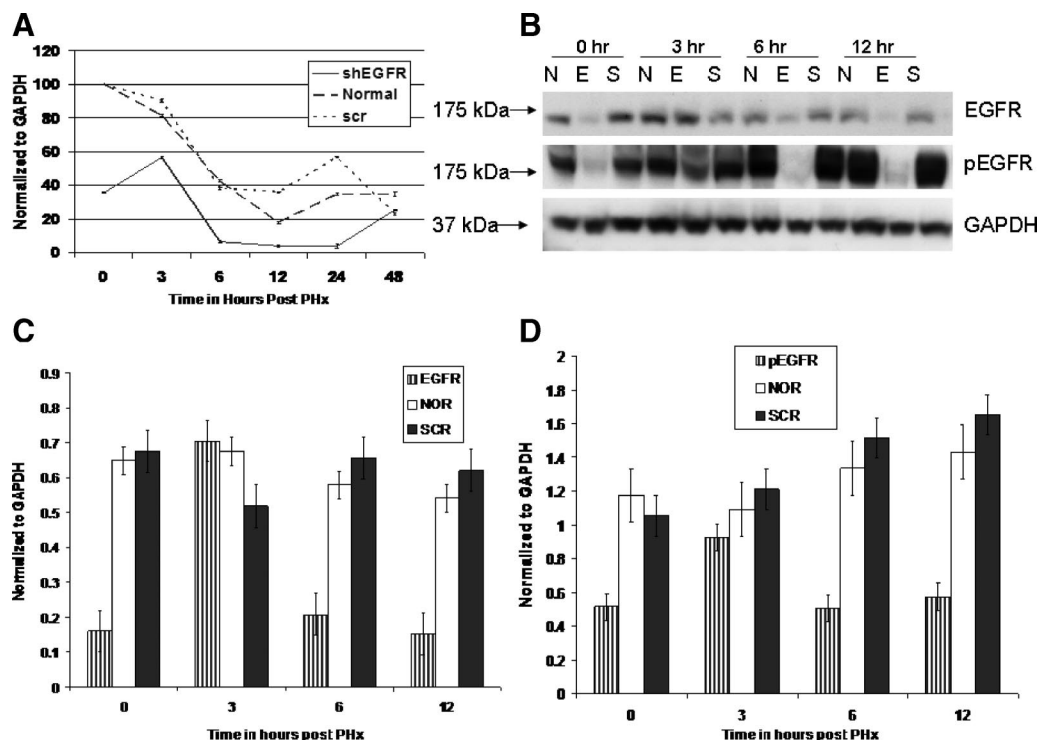 A
120
100
80
60
40
20
0
Normalized to GAPDH
shEGFR
Normal
scr
0 3 6 12 24 48
Time in Hours Post PHx
B
0 hr 3 hr 6 hr 12 hr
N E S N E S N E S N E S
175 kDa
EGFR
175 kDa
pEGFR
37 kDa
GAPDH
C
0.9
0.8
0.7
0.6
0.5
0.4
0.3
0.2
0.1
0
Normalized to GAPDH
EGFR
NOR
SCR
0 3 6 12
Time in hours post PHx
D
2
1.8
1.6
1.4
1.2
1
0.8
0.6
0.4
0.2
0
Normalized to GAPDH
pEGFR
NOR
SCR
0 3 6 12
Time in hours post PHx